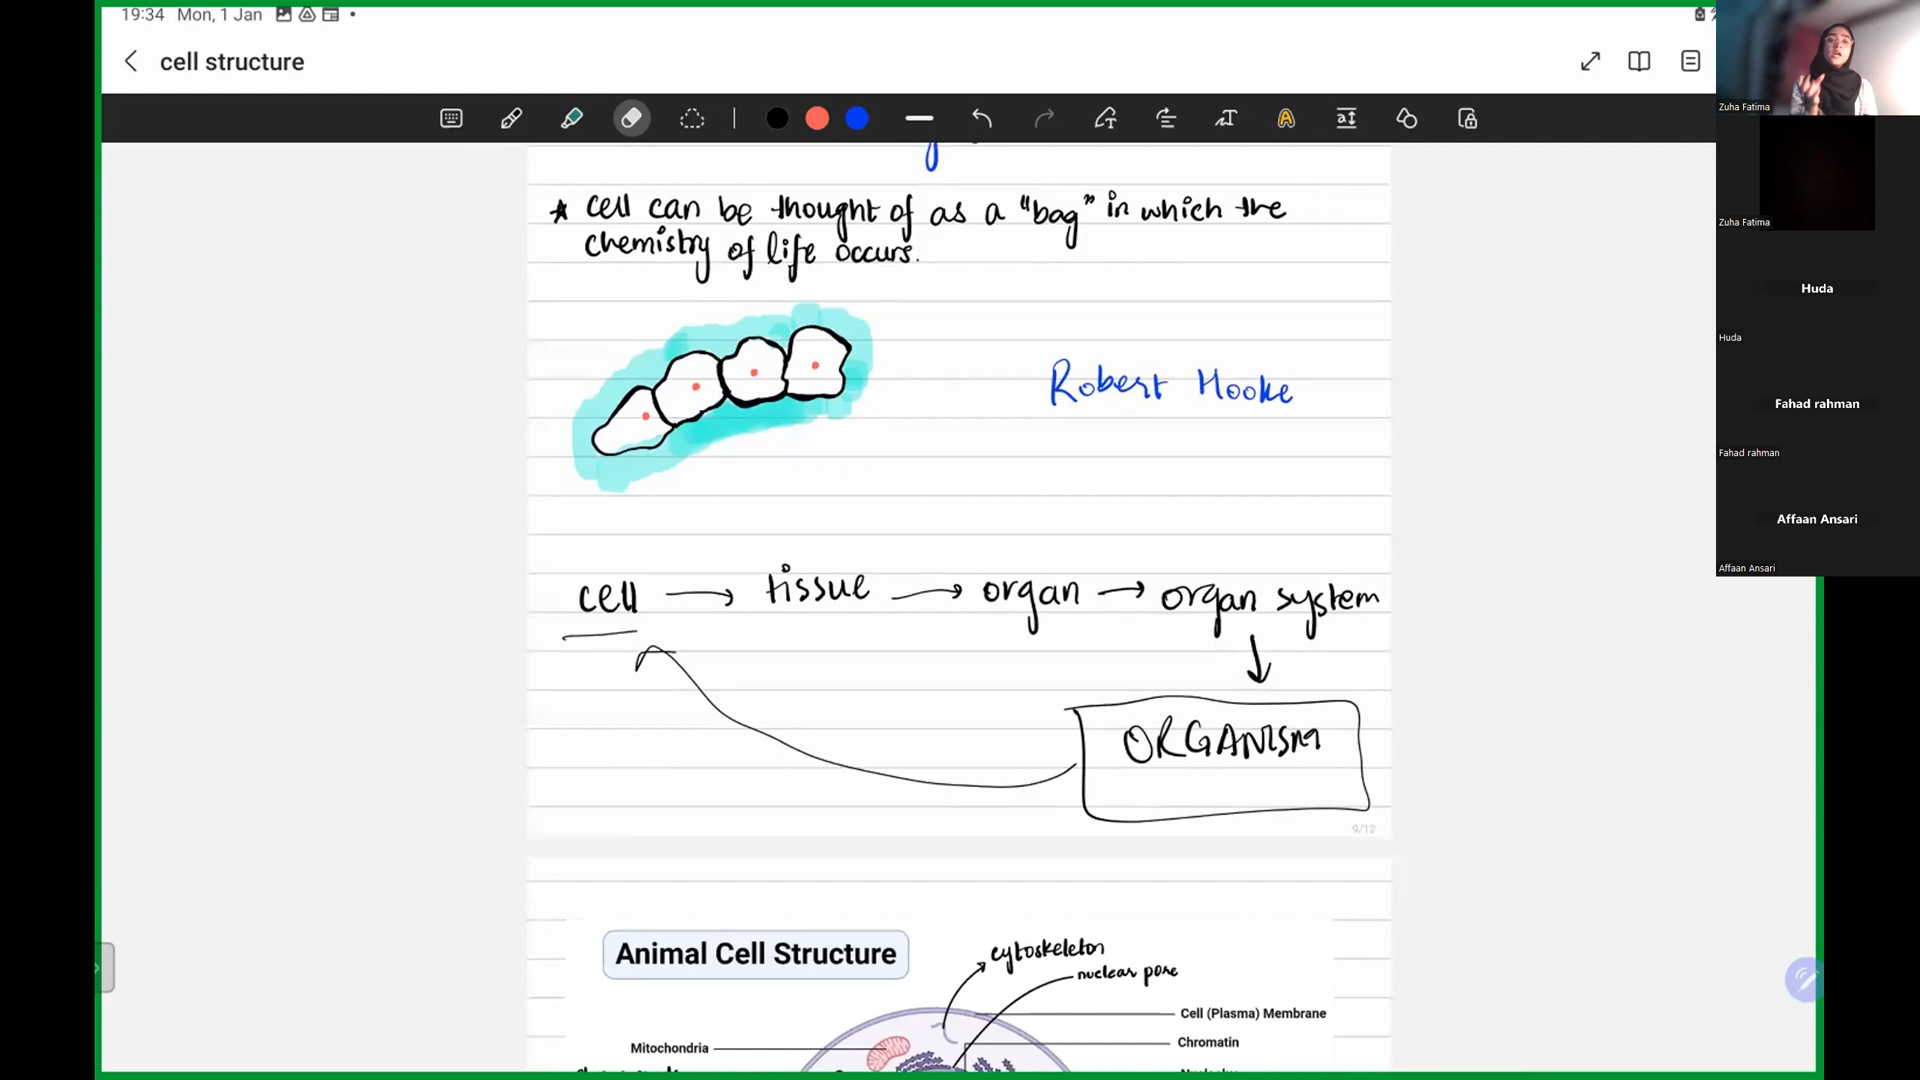 19:34 Mon, 1 Jan
cell structure
★ cell can be thought of as a "bag" in which the
chemistry of life occurs.
Robert Hooke
cell → tissue → organ → organ system
↓
ORGANISM
9/12
Animal Cell Structure
cytoskeleton
nuclear pore
Cell (Plasma) Membrane
Mitochondria
Chromatin
Zuha Fatima
Zuha Fatima
Huda
Huda
Fahad rahman
Fahad rahman
Affaan Ansari
Affaan Ansari